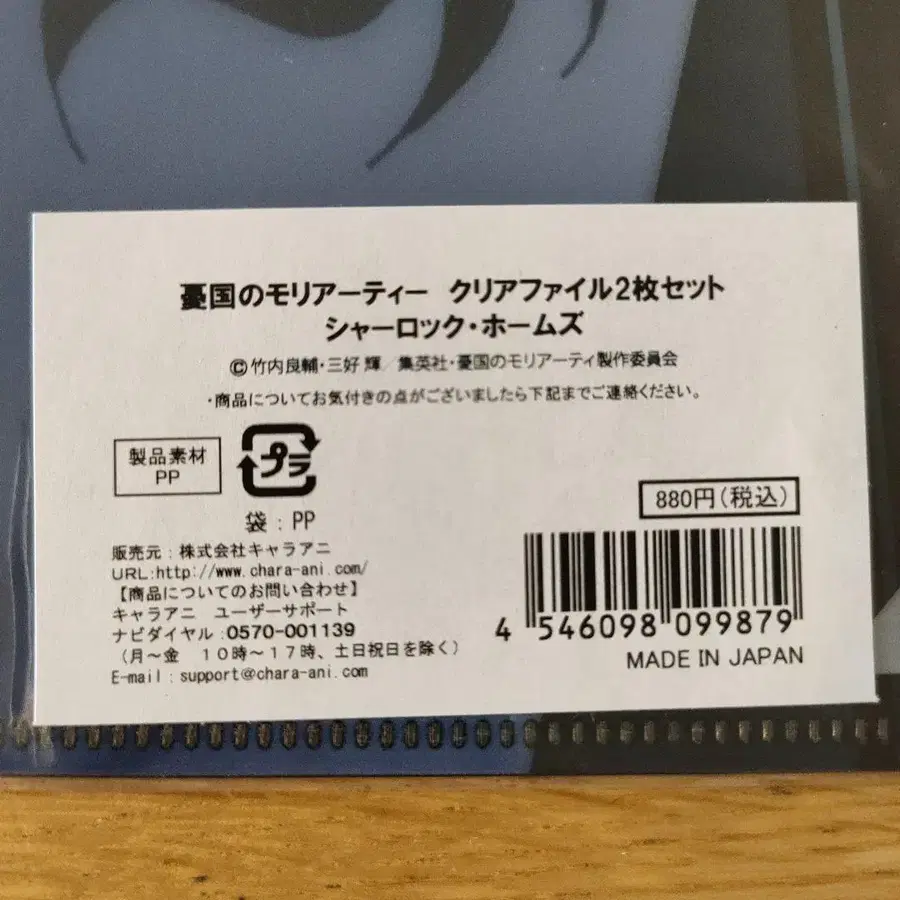 憂国のモリアーティー クリアファイル2枚セット
シャーロック・ホームズ
©竹内良輔・三好 輝／集英社・憂国のモリアーティ製作委員会
・商品についてお気付きの点がございましたら下記までご連絡ください。
製品素材
PP
プラ
袋：PP
880円(税込)
販売元：株式会社キャラアニ
URL:http://www.chara-ani.com/
【商品についてのお問い合わせ】
キャラアニ ユーザーサポート
ナビダイヤル：0570-001139
（月～金 10時～17時、土日祝日を除く）
E-mail：support@chara-ani.com
4 546098 099879
MADE IN JAPAN